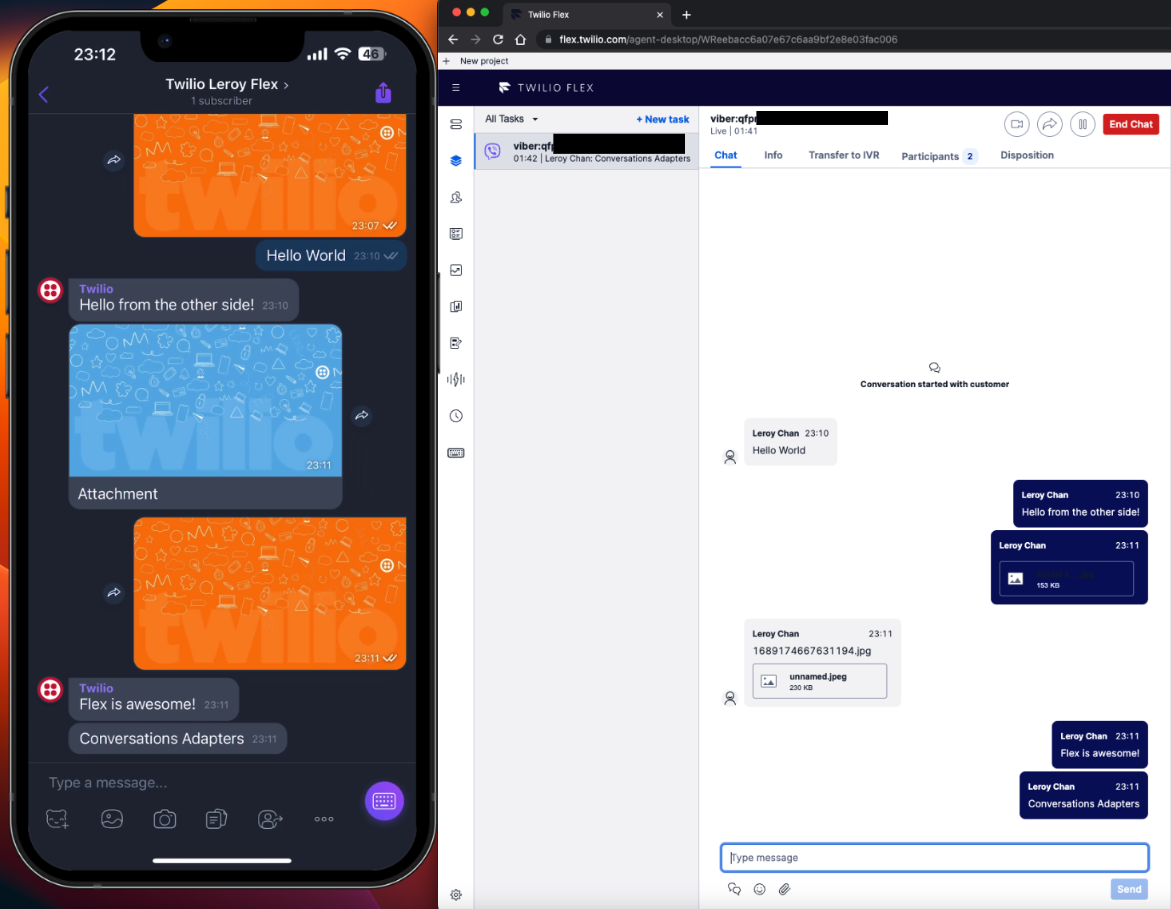 23:12
46
Twilio Leroy Flex >
1 subscriber
twilio
23:07
Hello World 23:10
Twilio
Hello from the other side! 23:10
twilio
23:11
Attachment
twilio
23:11
Twilio
Flex is awesome! 23:11
Conversations Adapters 23:11
Type a message...
Twilio Flex
flex.twilio.com/agent-desktop/WReebacc6a07e67c6aa9bf2e8e03fac006
+ New project
TWILIO FLEX
All Tasks
+ New task
viber:qfp
01:42 | Leroy Chan: Conversations Adapters
viber:qfp
Live | 01:41
End Chat
Chat Info Transfer to IVR Participants 2 Disposition
Conversation started with customer
Leroy Chan 23:10
Hello World
Leroy Chan 23:10
Hello from the other side!
Leroy Chan 23:11
153 KB
Leroy Chan 23:11
1689174667631194.jpg
unnamed.jpeg
230 KB
Leroy Chan 23:11
Flex is awesome!
Leroy Chan 23:11
Conversations Adapters
Type message
Send